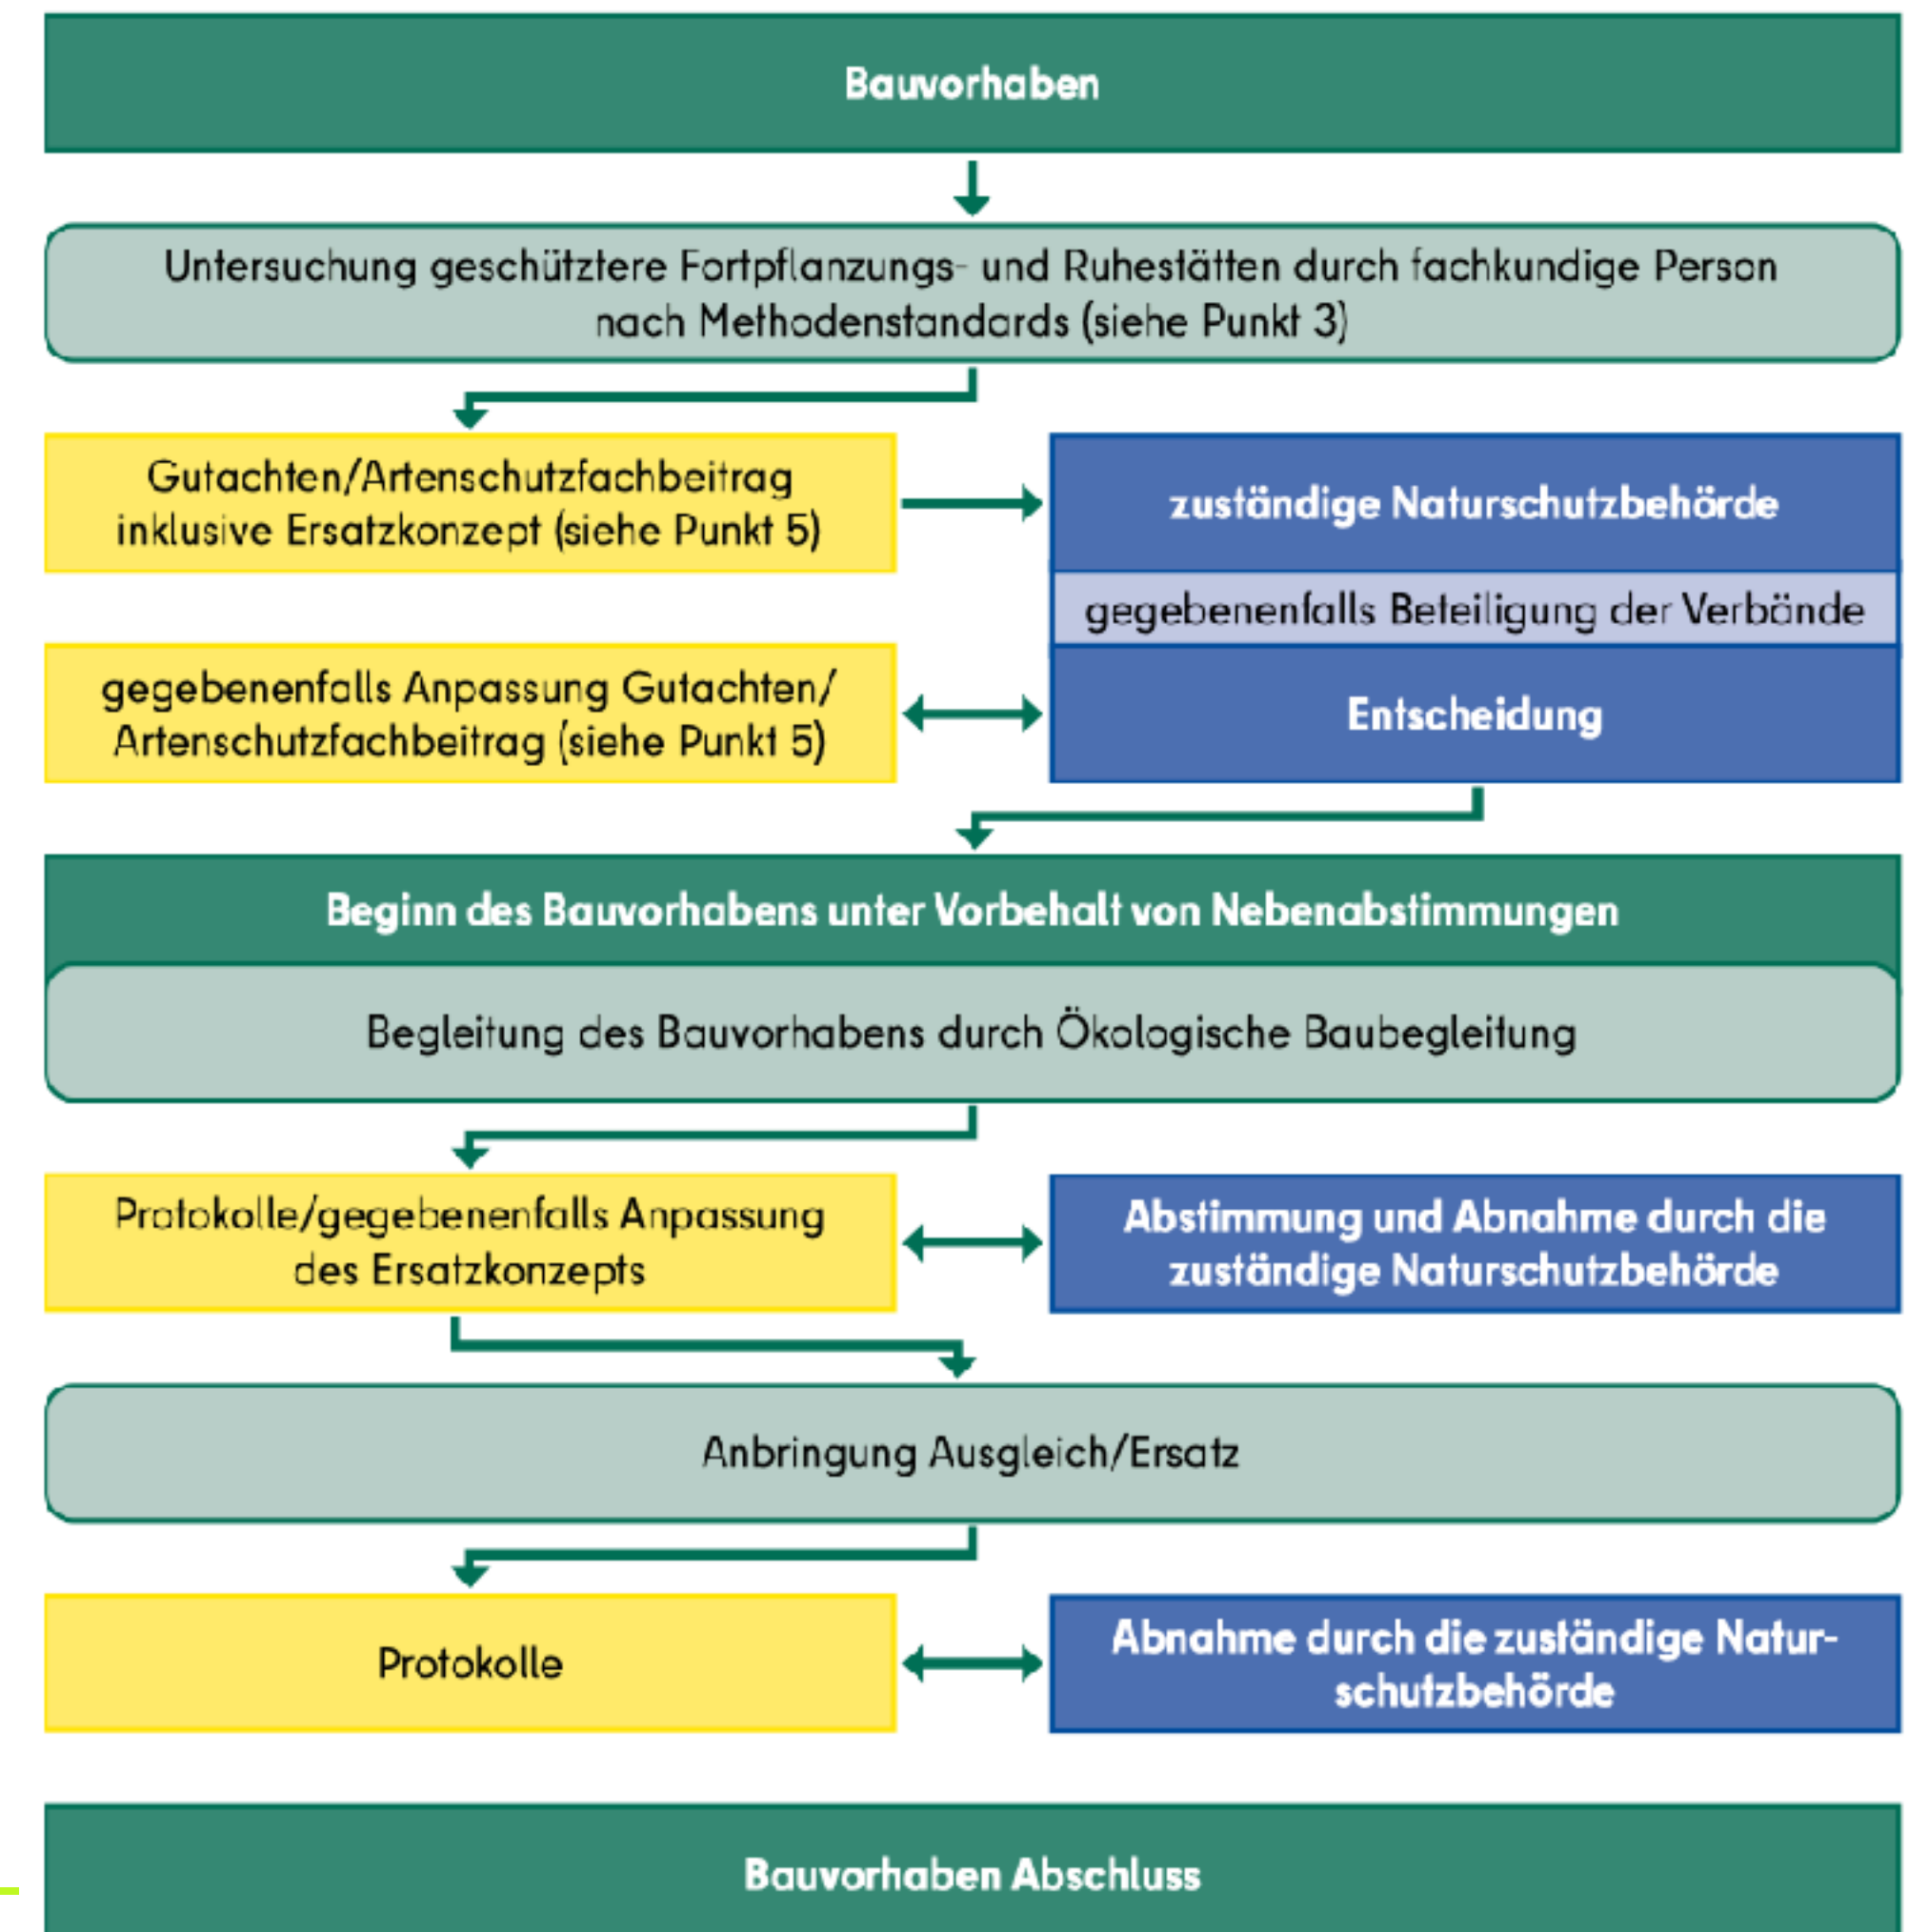 Bauvorhaben
Untersuchung geschütztere Fortpflanzungs- und Ruhestätten durch fachkundige Person
nach Methodenstandards (siehe Punkt 3)
Gutachten/Artenschutzfachbeitrag
inklusive Ersatzkonzept (siehe Punkt 5)
zuständige Naturschutzbehörde
gegebenenfalls Beteiligung der Verbände
gegebenenfalls Anpassung Gutachten/
Artenschutzfachbeitrag (siehe Punkt 5)
Entscheidung
Beginn des Bauvorhabens unter Vorbehalt von Nebenabstimmungen
Begleitung des Bauvorhabens durch Ökologische Baubegleitung
Protokolle/gegebenenfalls Anpassung
des Ersatzkonzepts
Abstimmung und Abnahme durch die
zuständige Naturschutzbehörde
Anbringung Ausgleich/Ersatz
Protokolle
Abnahme durch die zuständige Natur-
schutzbehörde
Bauvorhaben Abschluss